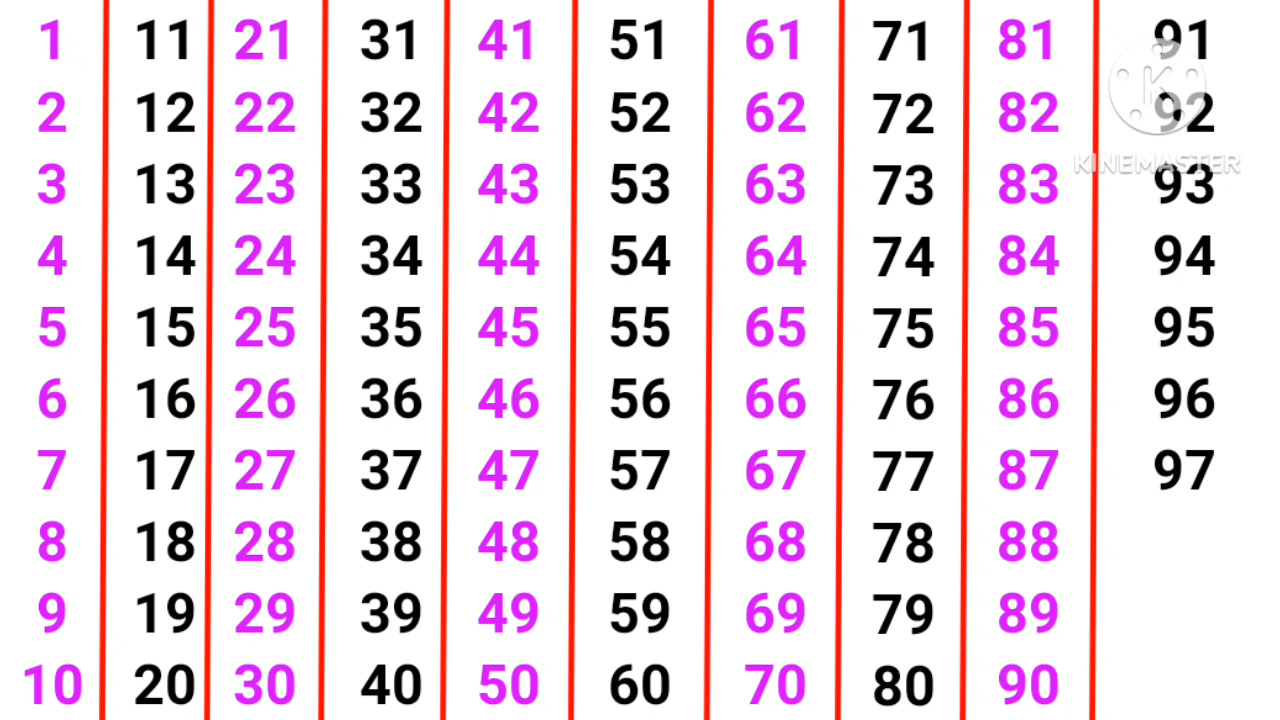 1 11 21 31 41 51 61 71 81 91
2 12 22 32 42 52 62 72 82 92
3 13 23 33 43 53 63 73 83 93
KINEMASTER
4 14 24 34 44 54 64 74 84 94
5 15 25 35 45 55 65 75 85 95
6 16 26 36 46 56 66 76 86 96
7 17 27 37 47 57 67 77 87 97
8 18 28 38 48 58 68 78 88
9 19 29 39 49 59 69 79 89
10 20 30 40 50 60 70 80 90